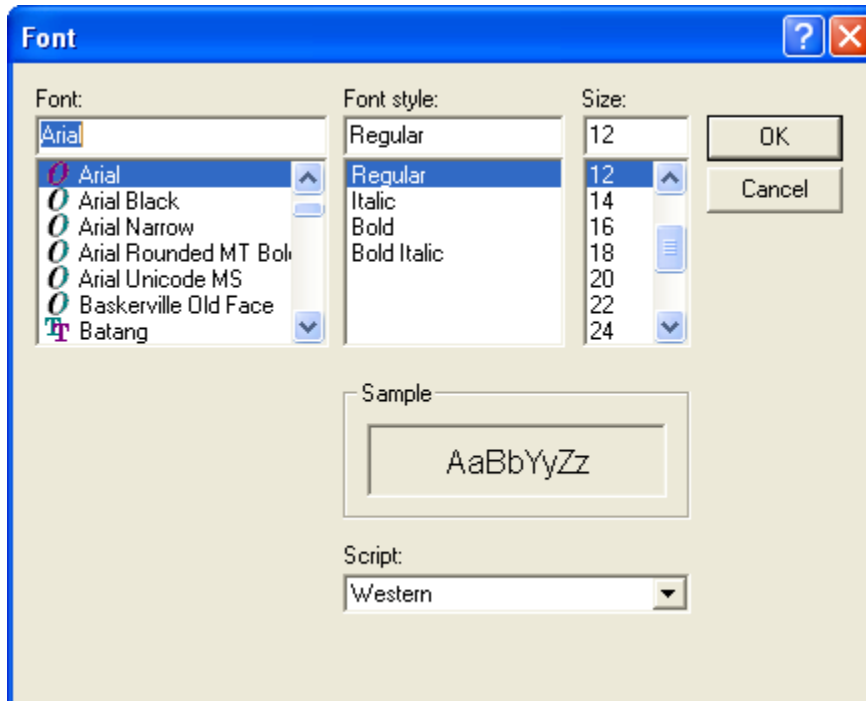 Font
Font:
Arial
Arial
Arial Black
Arial Narrow
Arial Rounded MT Bol
Arial Unicode MS
Baskerville Old Face
Batang
Font style:
Regular
Regular
Italic
Bold
Bold Italic
Size:
12
12
14
16
18
20
22
24
OK
Cancel
Sample
AaBbYyZz
Script:
Western